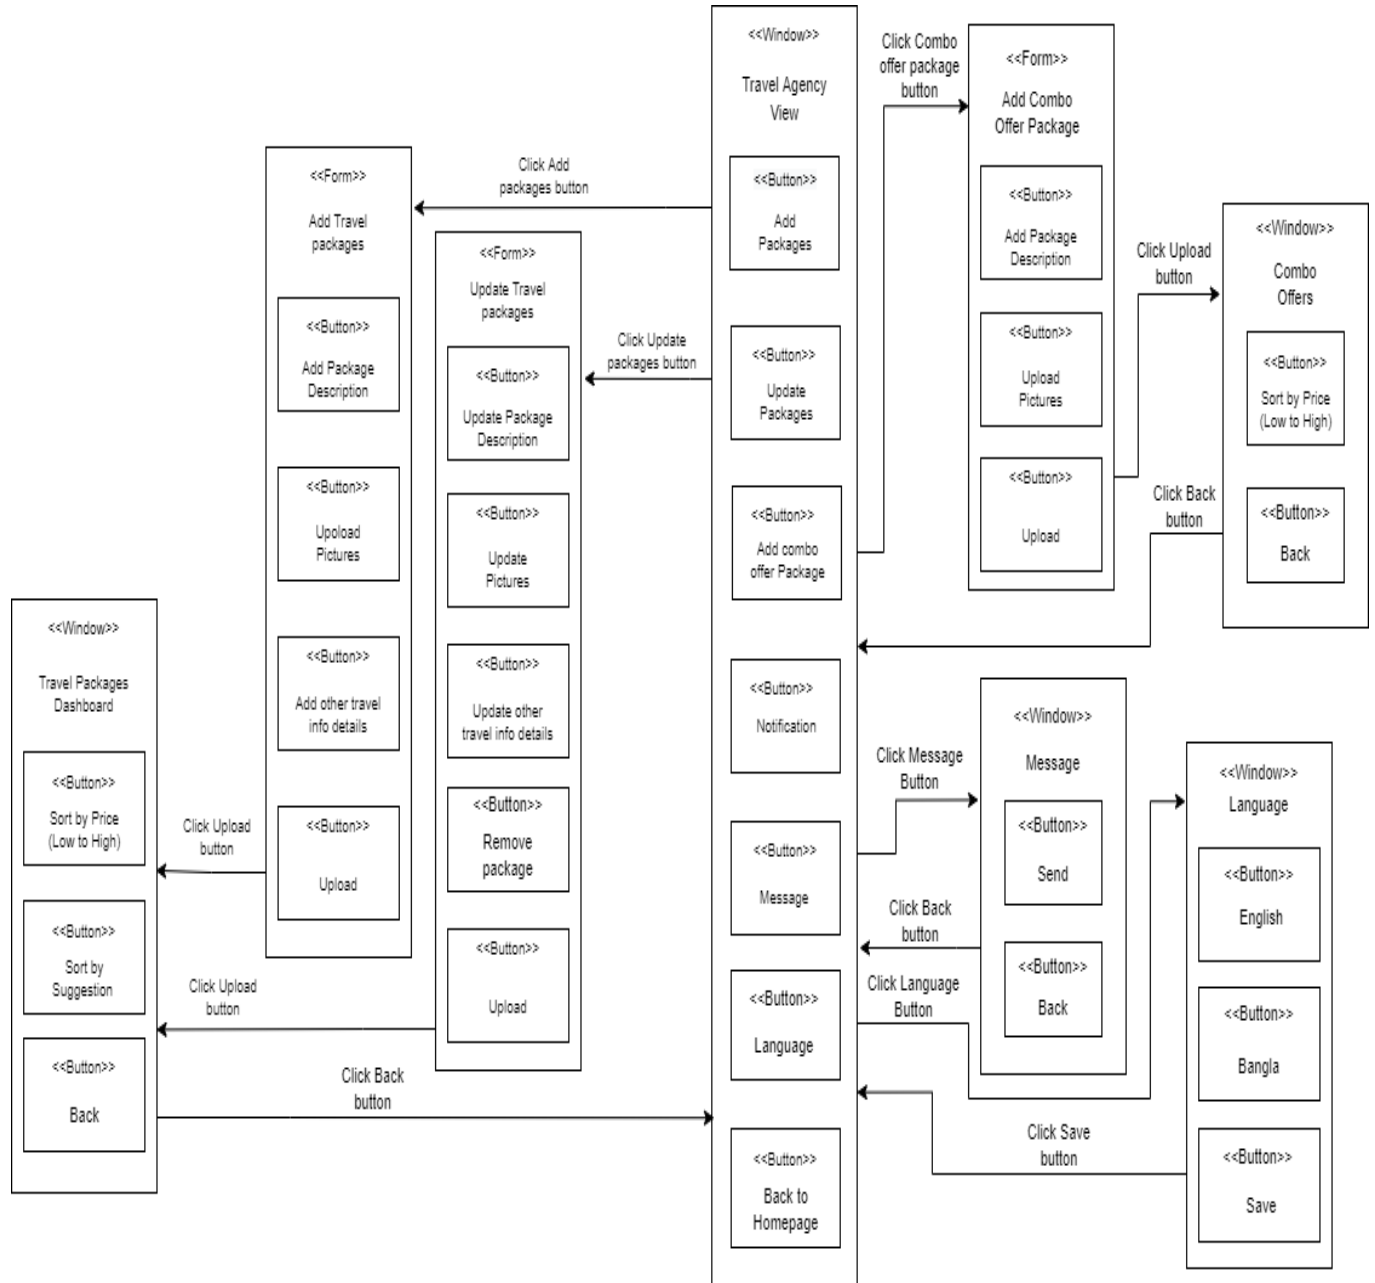 <<Window>>
Travel Agency
View
<<Button>>
Add
Packages
<<Button>>
Update
Packages
<<Button>>
Add combo
offer Package
<<Button>>
Notification
<<Button>>
Message
<<Button>>
Language
<<Button>>
Back to
Homepage
Click Add
packages button
<<Form>>
Add Travel
packages
<<Button>>
Add Package
Description
<<Button>>
Upoload
Pictures
<<Button>>
Add other travel
info details
<<Button>>
Upload
Click Update
packages button
<<Form>>
Update Travel
packages
<<Button>>
Update Package
Description
<<Button>>
Update
Pictures
<<Button>>
Update other
travel info details
<<Button>>
Remove
package
<<Button>>
Upload
Click Upload
button
Click Upload
button
<<Window>>
Travel Packages
Dashboard
<<Button>>
Sort by Price
(Low to High)
<<Button>>
Sort by
Suggestion
<<Button>>
Back
Click Back
button
Click Combo
offer package
button
<<Form>>
Add Combo
Offer Package
<<Button>>
Add Package
Description
<<Button>>
Upload
Pictures
<<Button>>
Upload
Click Upload
button
<<Window>>
Combo
Offers
<<Button>>
Sort by Price
(Low to High)
<<Button>>
Back
Click Back
button
Click Message
Button
<<Window>>
Message
<<Button>>
Send
<<Button>>
Back
Click Back
button
Click Language
Button
<<Window>>
Language
<<Button>>
English
<<Button>>
Bangla
<<Button>>
Save
Click Save
button